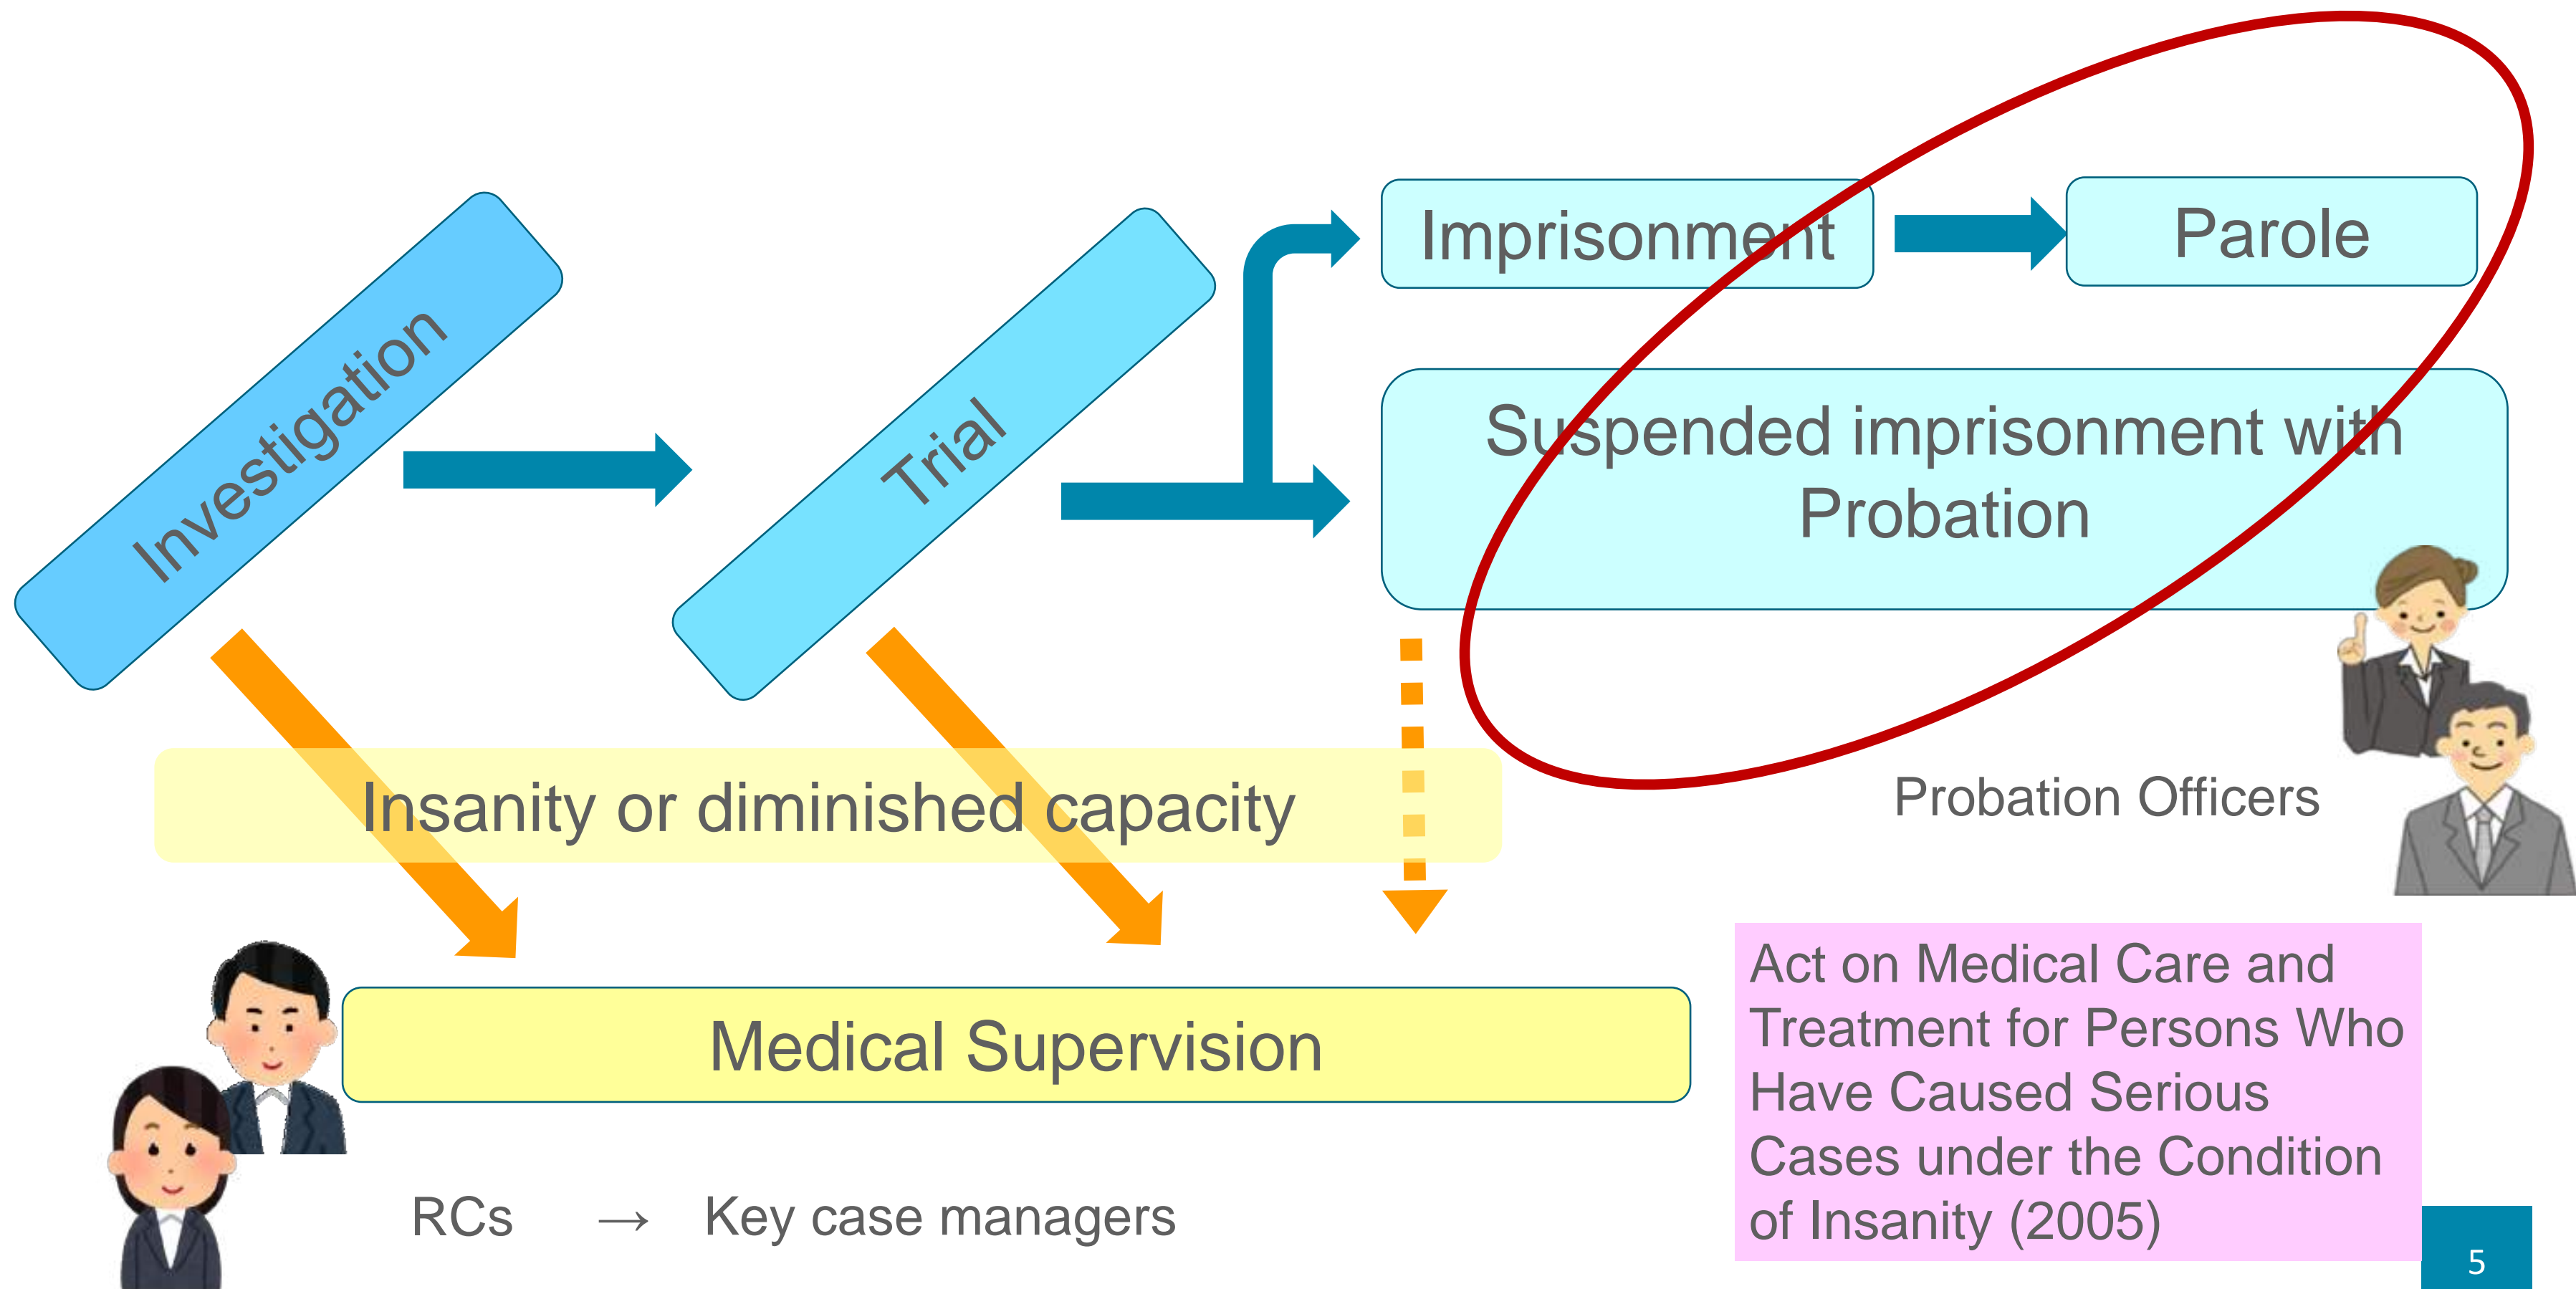 Investigation
Trial
Imprisonment
Parole
Suspended imprisonment with
Probation
Insanity or diminished capacity
Probation Officers
Medical Supervision
RCs → Key case managers
Act on Medical Care and
Treatment for Persons Who
Have Caused Serious
Cases under the Condition
of Insanity (2005)
5